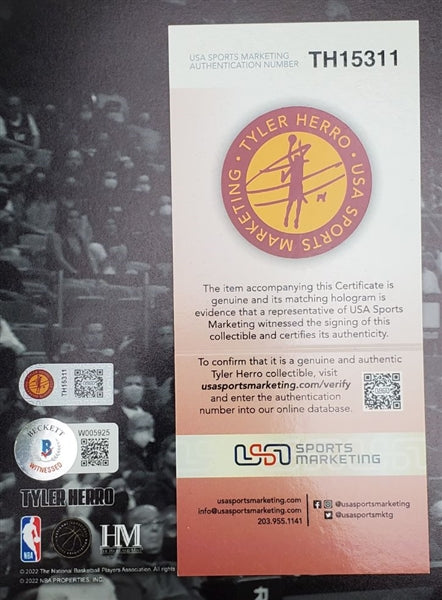 USA SPORTS MARKETING
AUTHENTICATION NUMBER
TH15311
TYLER HERRO · USA SPORTS MARKETING ·
The item accompanying this Certificate is
genuine and its matching hologram is
evidence that a representative of USA Sports
Marketing witnessed the signing of this
collectible and certifies its authenticity.
To confirm that it is a genuine and authentic
Tyler Herro collectible, visit
usasportsmarketing.com/verify
and enter the authentication
number into our online database.
USA SPORTS
MARKETING
usasportsmarketing.com
info@usasportsmarketing.com
203.955.1141
@usasportsmarketing
@usasportsmktg
TH15311
BECKETT
B
WITNESSED
W005925
TYLER HERRO
NBA
HM
© 2022 The National Basketball Players Association. All rights
© 2022 NBA PROPERTIES, INC.